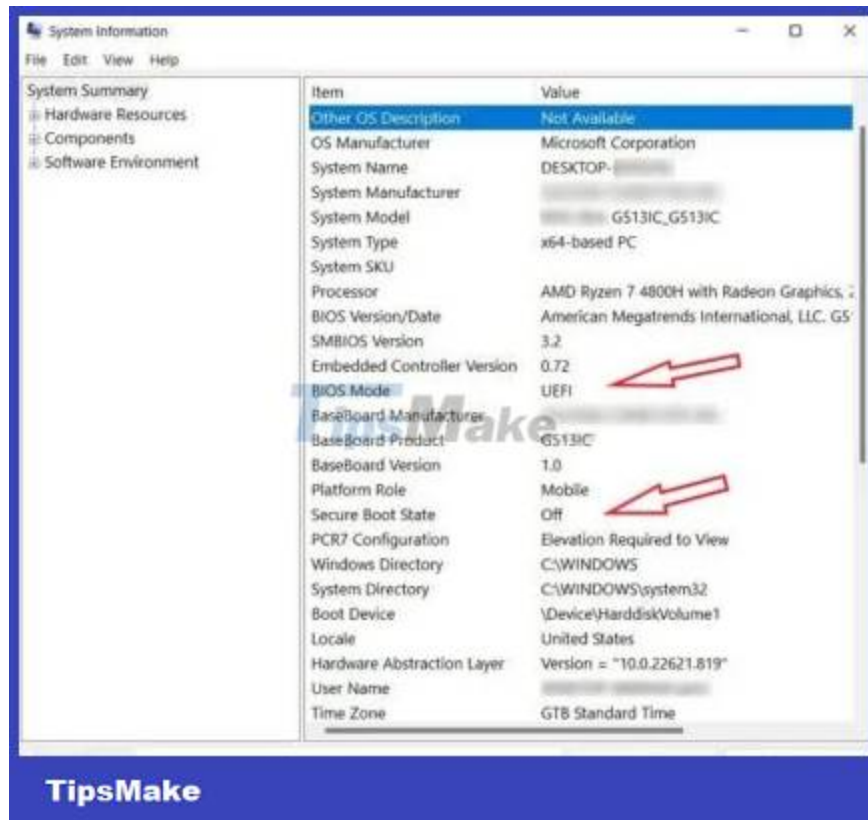 System Information
File Edit View Help
System Summary
Hardware Resources
Components
Software Environment
Item Value
Other OS Description Not Available
OS Manufacturer Microsoft Corporation
System Name DESKTOP-
System Manufacturer
System Model G513IC_G513IC
System Type x64-based PC
System SKU
Processor AMD Ryzen 7 4800H with Radeon Graphics, 2
BIOS Version/Date American Megatrends International, LLC. G5
SMBIOS Version 3.2
Embedded Controller Version 0.72
BIOS Mode UEFI
BaseBoard Manufacturer
BaseBoard Product G513IC
BaseBoard Version 1.0
Platform Role Mobile
Secure Boot State Off
PCR7 Configuration Elevation Required to View
Windows Directory C:\WINDOWS
System Directory C:\WINDOWS\system32
Boot Device \Device\HarddiskVolume1
Locale United States
Hardware Abstraction Layer Version = "10.0.22621.819"
User Name
Time Zone GTB Standard Time
TipsMake
TipsMake